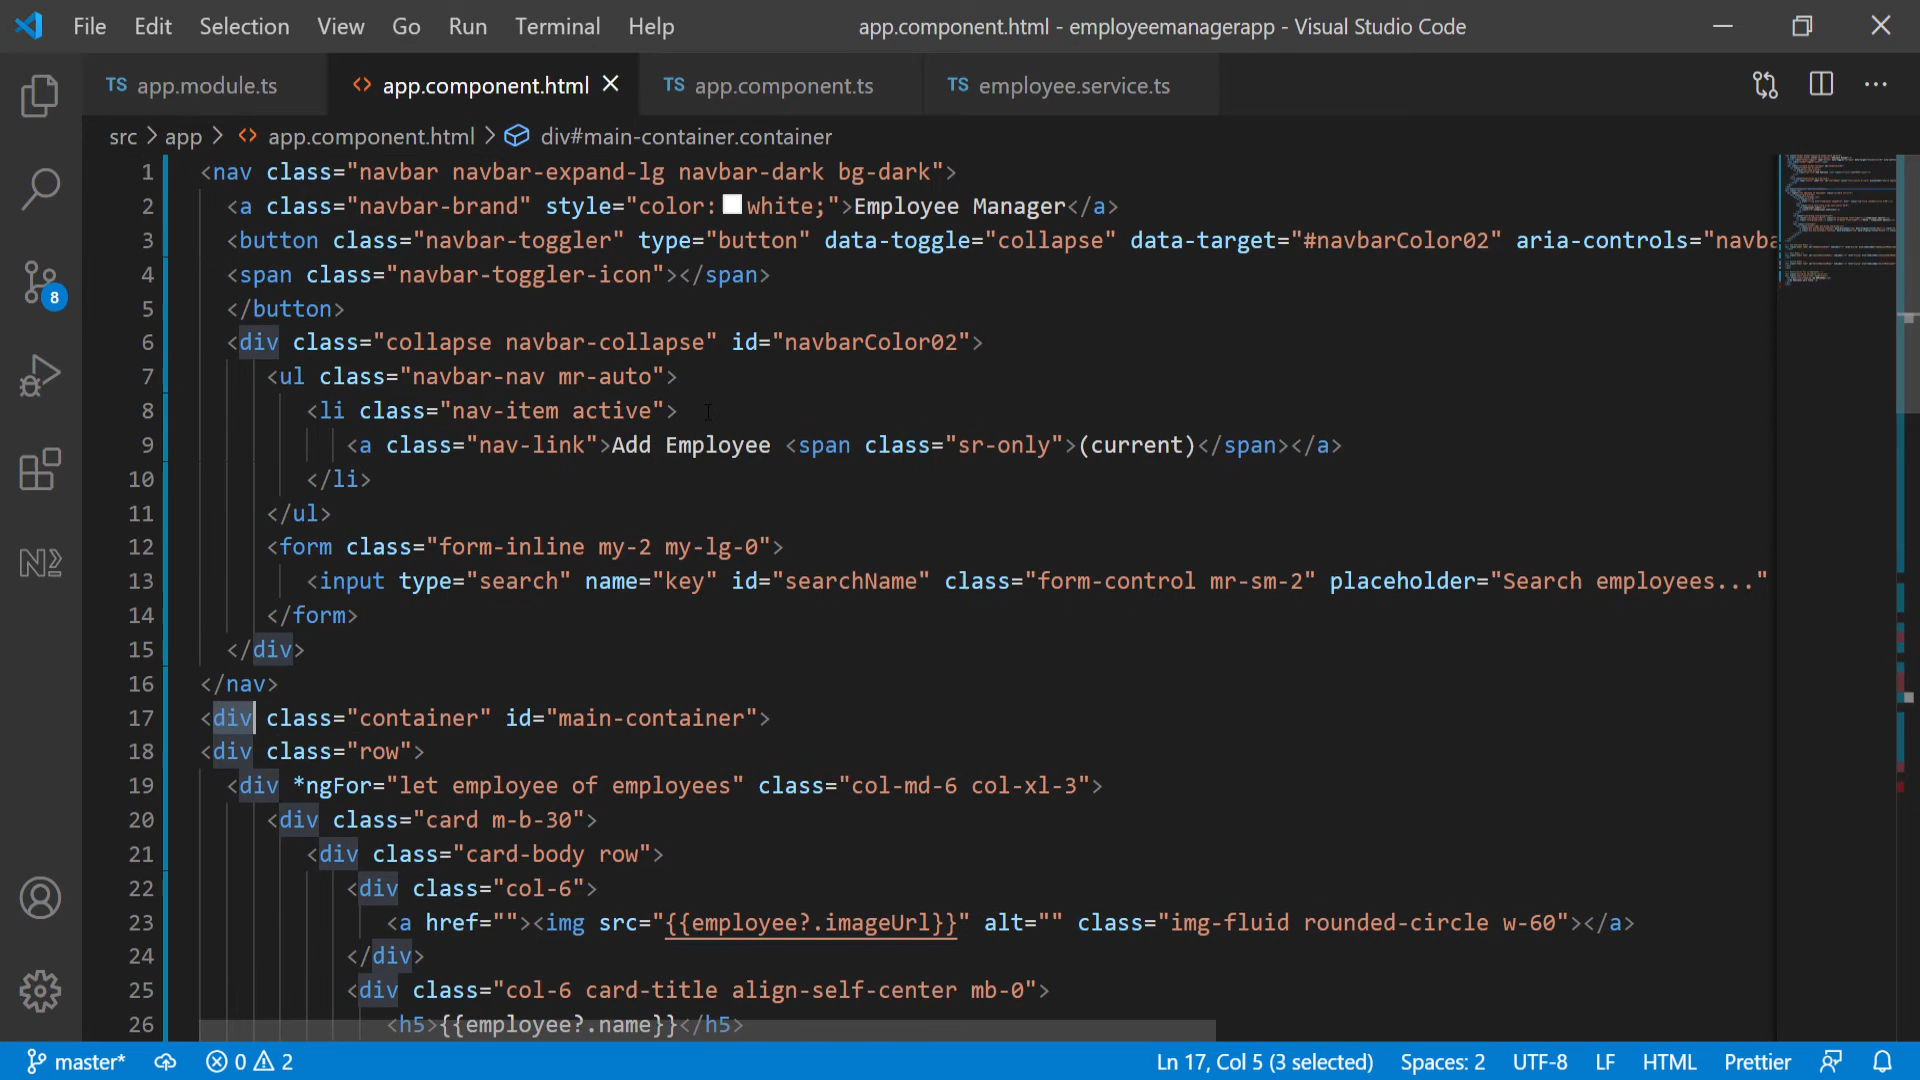 File Edit Selection View Go Run Terminal Help app.component.html - employeemanagerapp - Visual Studio Code
TS app.module.ts <> app.component.html TS app.component.ts TS employee.service.ts
src > app > <> app.component.html > div#main-container.container
1 <nav class="navbar navbar-expand-lg navbar-dark bg-dark">
2 <a class="navbar-brand" style="color:white;">Employee Manager</a>
3 <button class="navbar-toggler" type="button" data-toggle="collapse" data-target="#navbarColor02" aria-controls="navba
4 <span class="navbar-toggler-icon"></span>
5 </button>
6 <div class="collapse navbar-collapse" id="navbarColor02">
7 <ul class="navbar-nav mr-auto">
8 <li class="nav-item active">
9 <a class="nav-link">Add Employee <span class="sr-only">(current)</span></a>
10 </li>
11 </ul>
12 <form class="form-inline my-2 my-lg-0">
13 <input type="search" name="key" id="searchName" class="form-control mr-sm-2" placeholder="Search employees..."
14 </form>
15 </div>
16 </nav>
17 <div class="container" id="main-container">
18 <div class="row">
19 <div *ngFor="let employee of employees" class="col-md-6 col-xl-3">
20 <div class="card m-b-30">
21 <div class="card-body row">
22 <div class="col-6">
23 <a href=""><img src="{{employee?.imageUrl}}" alt="" class="img-fluid rounded-circle w-60"></a>
24 </div>
25 <div class="col-6 card-title align-self-center mb-0">
26 <h5>{{employee?.name}}</h5>
8
master* 0 2 Ln 17, Col 5 (3 selected) Spaces: 2 UTF-8 LF HTML Prettier